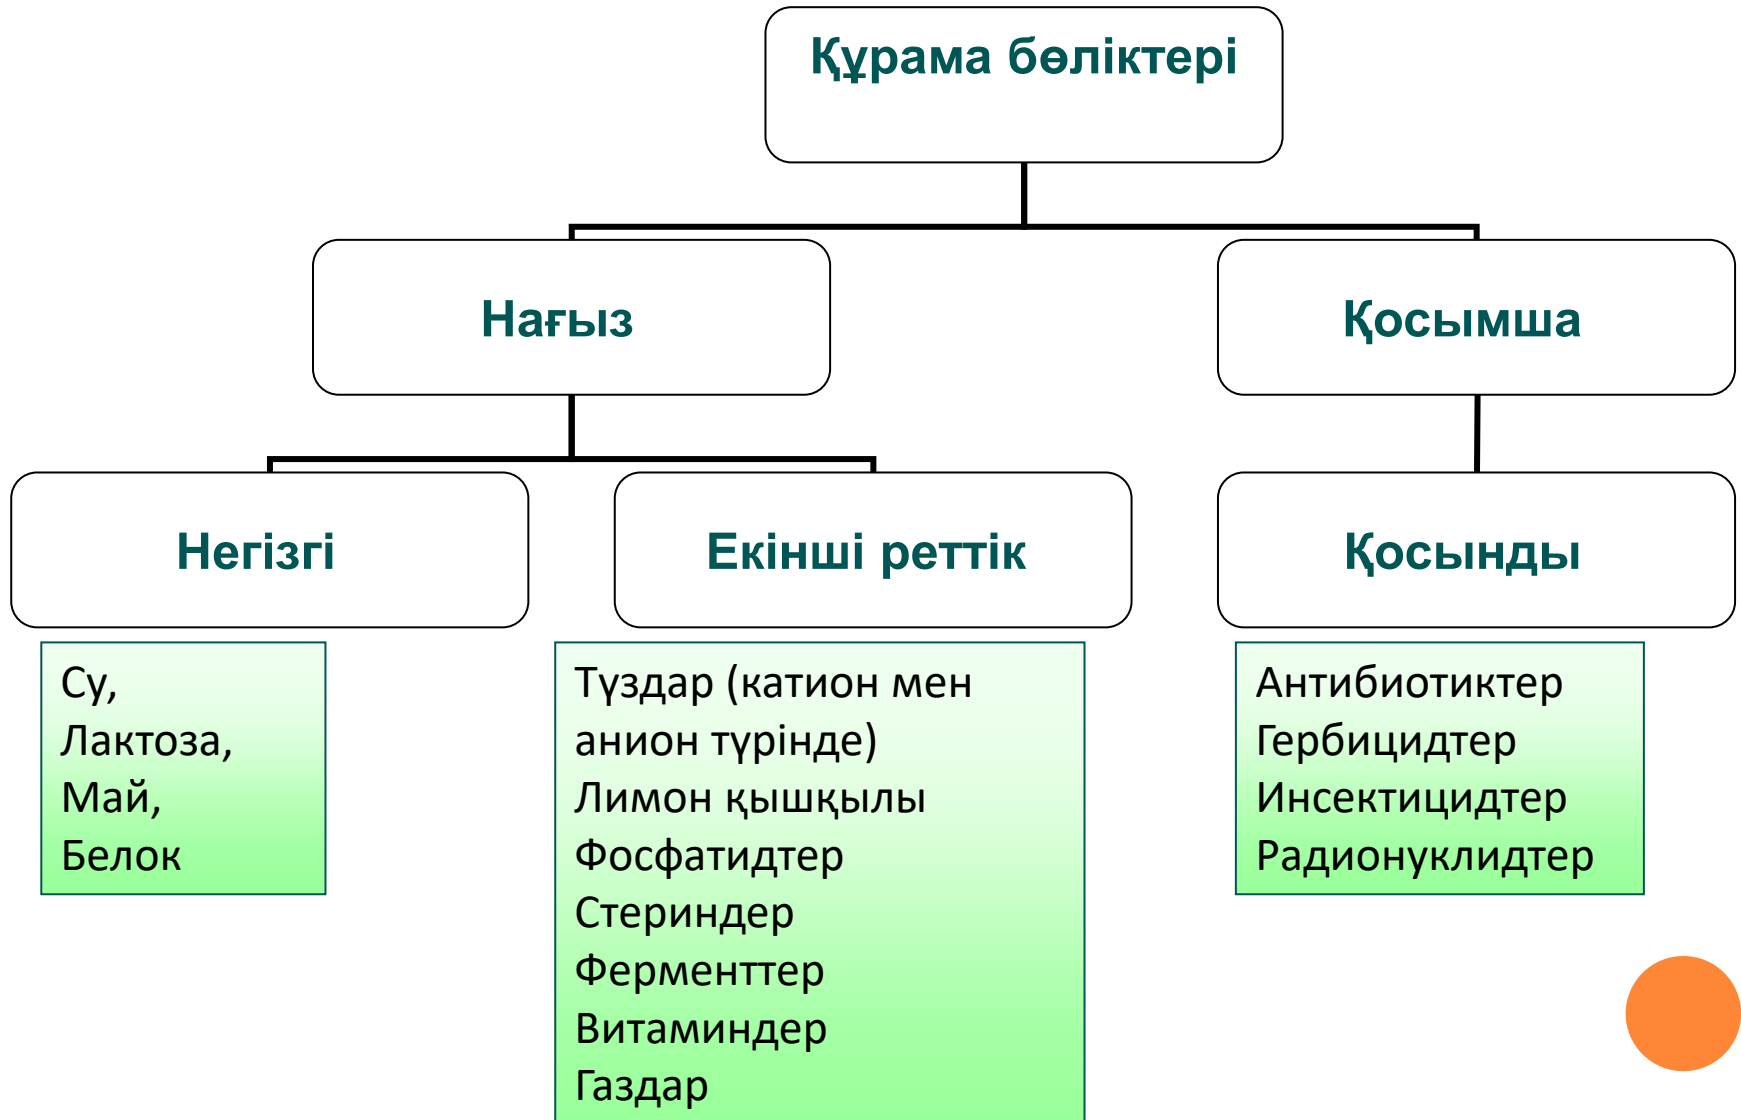 Құрама бөліктері
Нағыз
Қосымша
Негізгі
Екінші реттік
Қосынды
Су,
Лактоза,
Май,
Белок
Түздар (катион мен
анион түрінде)
Лимон қышқылы
Фосфатидтер
Стериндер
Ферменттер
Витаминдер
Газдар
Антибиотиктер
Гербицидтер
Инсектицидтер
Радионуклидтер